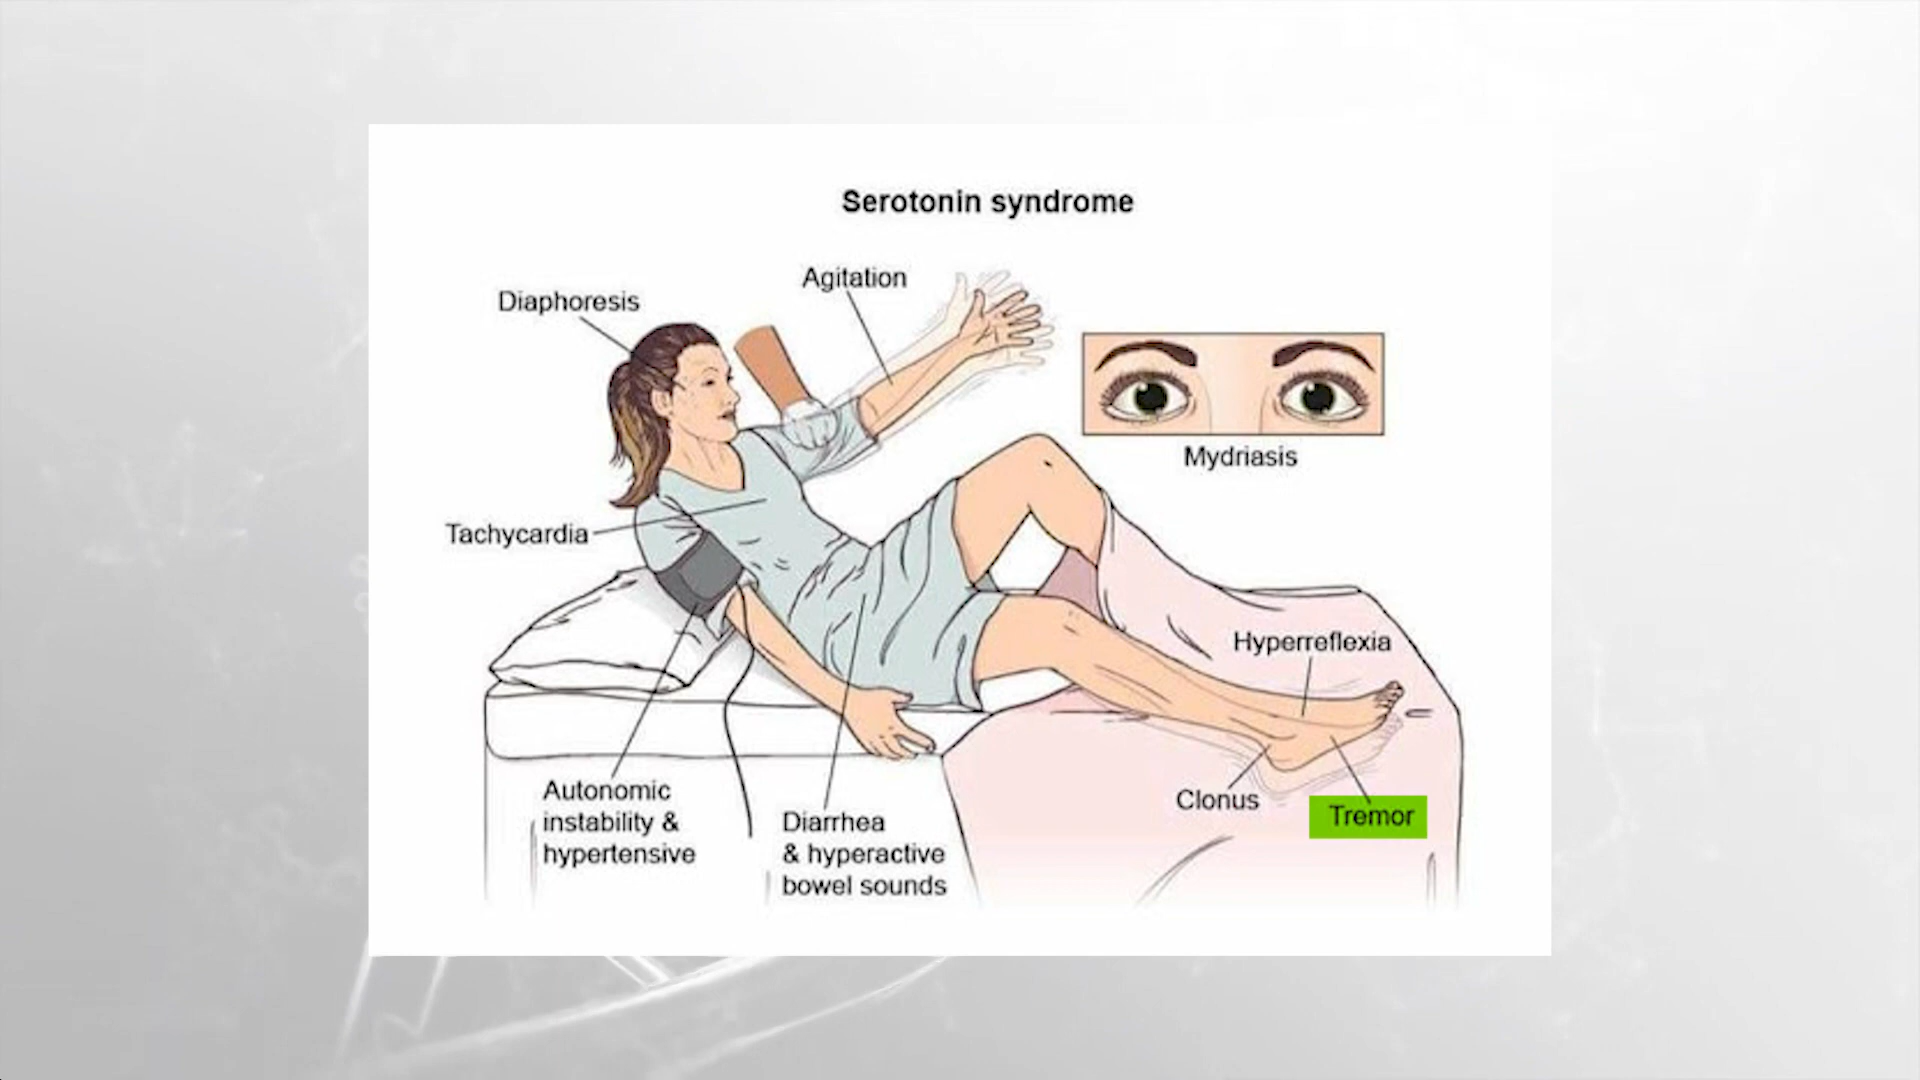 Serotonin syndrome
Agitation
Diaphoresis
Mydriasis
Tachycardia
Hyperreflexia
Autonomic
instability &
hypertensive
Diarrhea
& hyperactive
bowel sounds
Clonus
Tremor